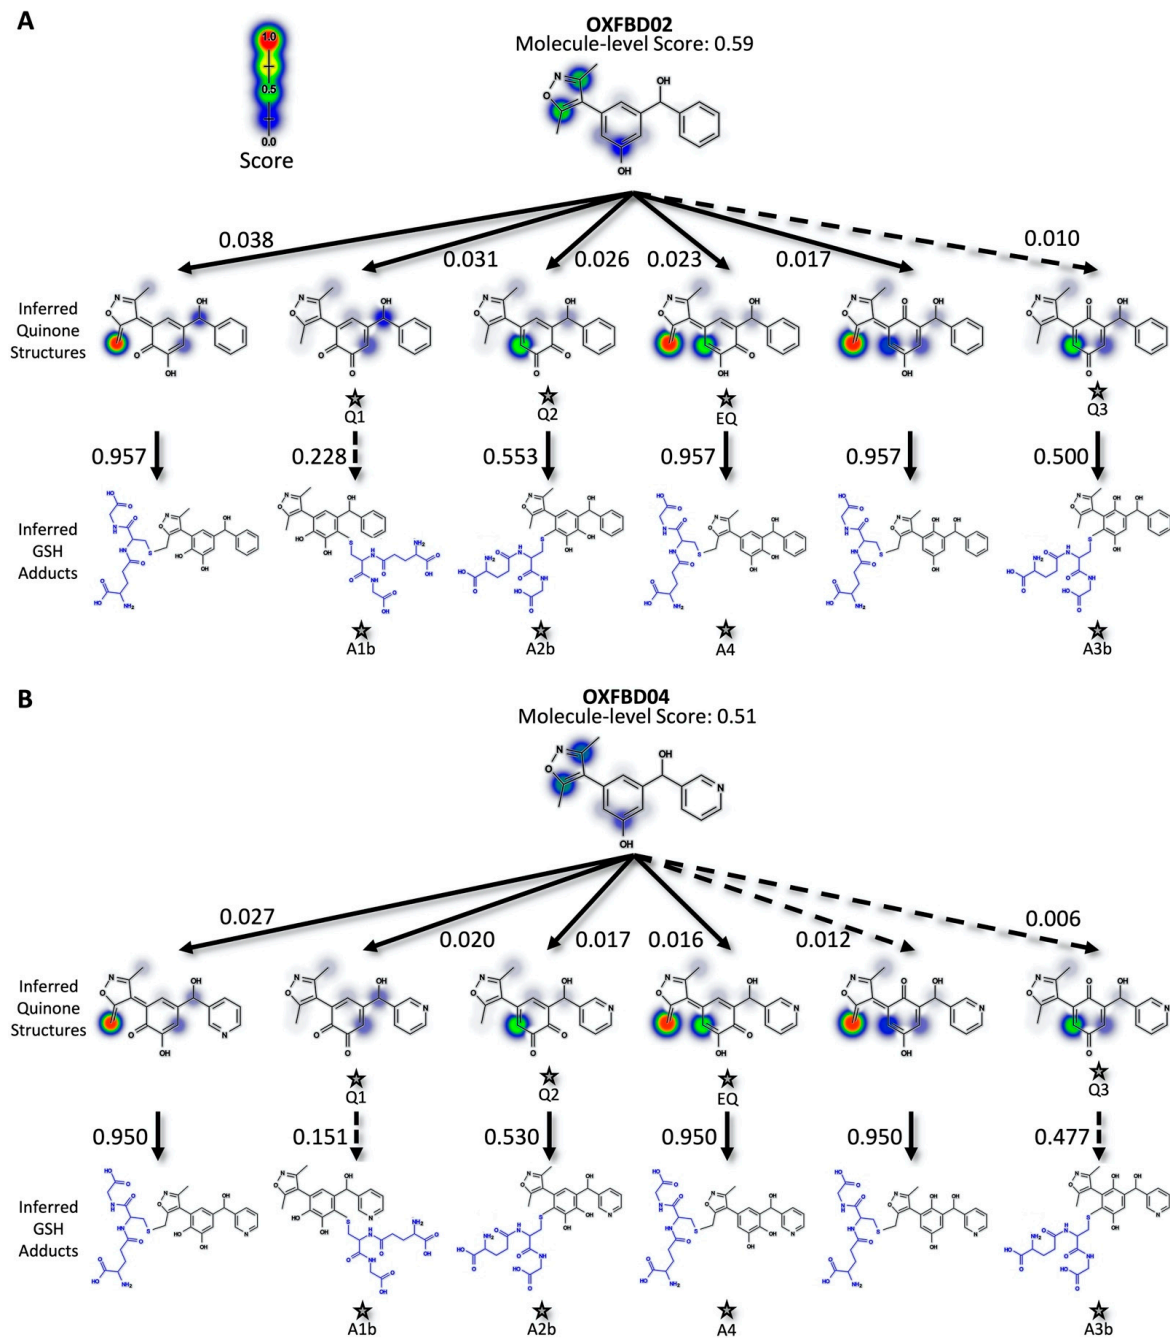 A
1.0
0.5
0.0
Score
OXFBD02
Molecule-level Score: 0.59
0.038
0.031
0.026
0.023
0.017
0.010
Inferred
Quinone
Structures
Q1
Q2
EQ
Q3
0.957
0.228
0.553
0.957
0.957
0.500
Inferred
GSH
Adducts
A1b
A2b
A4
A3b
B
OXFBD04
Molecule-level Score: 0.51
0.027
0.020
0.017
0.016
0.012
0.006
Inferred
Quinone
Structures
Q1
Q2
EQ
Q3
0.950
0.151
0.530
0.950
0.950
0.477
Inferred
GSH
Adducts
A1b
A2b
A4
A3b